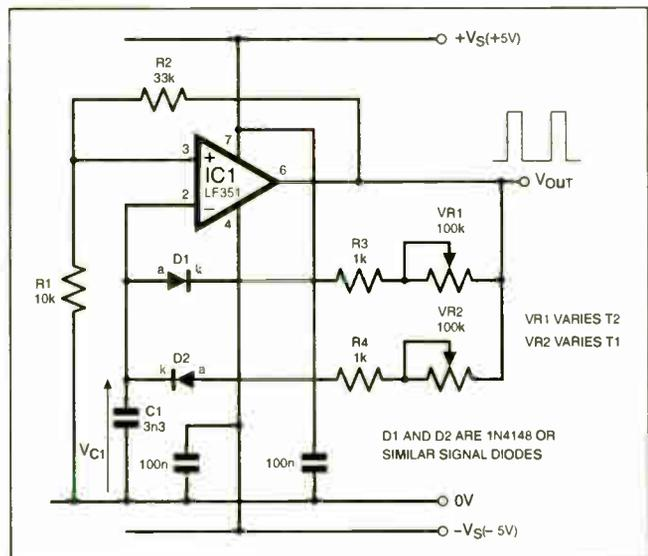 +VS(+5V)
R2
33k
3
7
+
IC1
LF351
6
2
−
4
VOUT
VR1
100k
R3
1k
D1
a
k
R1
10k
VR2
100k
R4
1k
VR1 VARIES T2
VR2 VARIES T1
D2
k
a
C1
3n3
VC1
100n
100n
D1 AND D2 ARE 1N4148 OR
SIMILAR SIGNAL DIODES
0V
−VS(−5V)